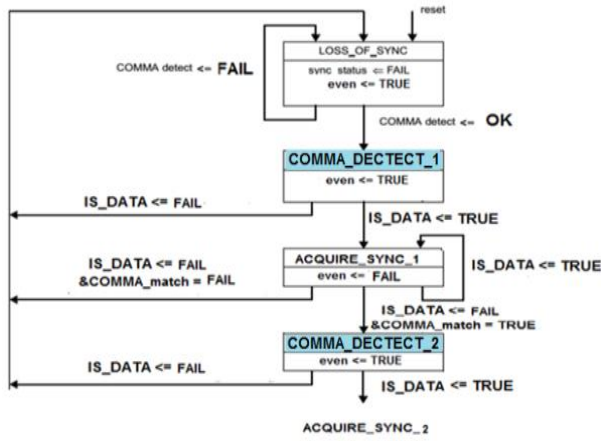 reset
LOSS_OF_SYNC
sync status <= FAIL
even <= TRUE
COMMA detect <= FAIL
COMMA detect <= OK
COMMA_DECTECT_1
even <= TRUE
IS_DATA <= FAIL
IS_DATA <= TRUE
ACQUIRE_SYNC_1
even <= FAIL
IS_DATA <= TRUE
IS_DATA <= FAIL
&COMMA_match = FAIL
IS_DATA <= FAIL
&COMMA_match = TRUE
COMMA_DECTECT_2
even <= TRUE
IS_DATA <= FAIL
IS_DATA <= TRUE
ACQUIRE_SYNC_2